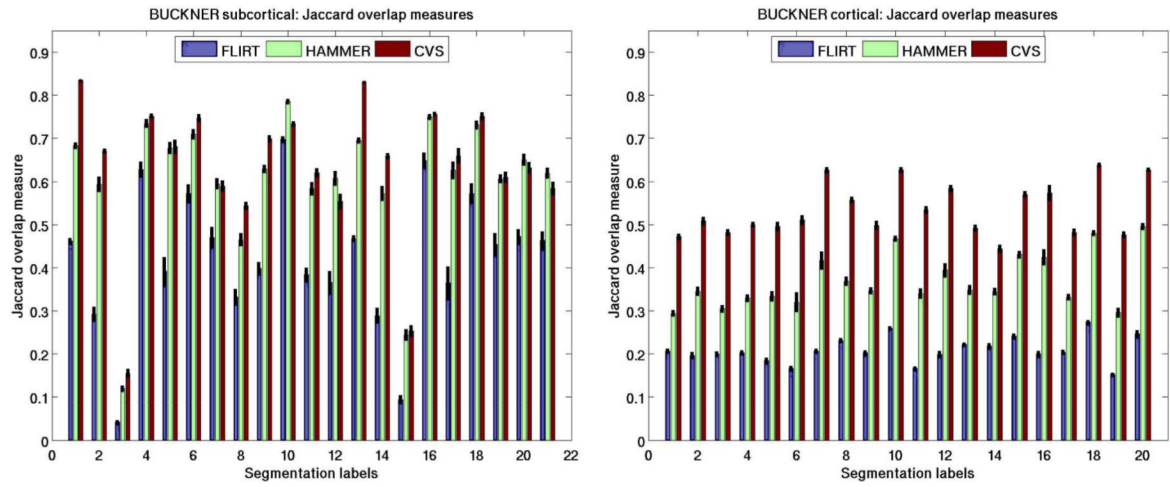 BUCKNER subcortical: Jaccard overlap measures
FLIRT HAMMER CVS
0.9
0.8
0.7
0.6
0.5
0.4
0.3
0.2
0.1
0
Jaccard overlap measure
0 2 4 6 8 10 12 14 16 18 20 22
Segmentation labels
BUCKNER cortical: Jaccard overlap measures
FLIRT HAMMER CVS
0.9
0.8
0.7
0.6
0.5
0.4
0.3
0.2
0.1
0
Jaccard overlap measure
0 2 4 6 8 10 12 14 16 18 20
Segmentation labels